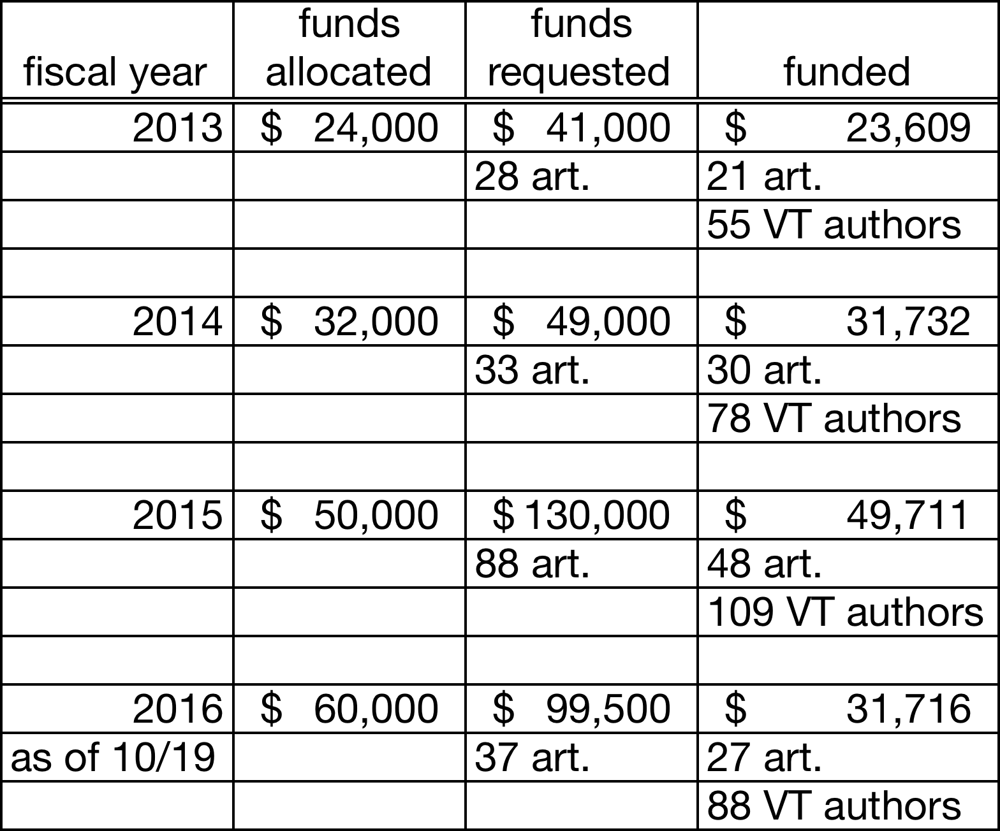 fiscal year funds allocated funds requested funded
2013 $ 24,000 $ 41,000 $ 23,609
28 art. 21 art.
55 VT authors
2014 $ 32,000 $ 49,000 $ 31,732
33 art. 30 art.
78 VT authors
2015 $ 50,000 $ 130,000 $ 49,711
88 art. 48 art.
109 VT authors
2016 $ 60,000 $ 99,500 $ 31,716
as of 10/19 37 art. 27 art.
88 VT authors